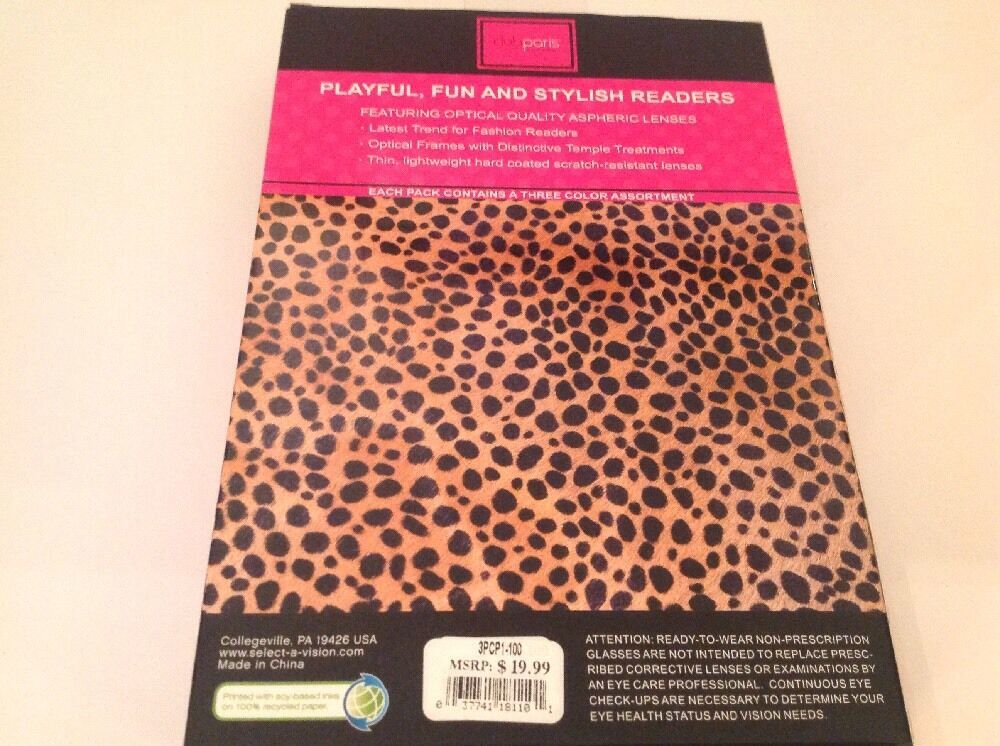 club paris
PLAYFUL, FUN AND STYLISH READERS
FEATURING OPTICAL QUALITY ASPHERIC LENSES
· Latest Trend for Fashion Readers
· Optical Frames with Distinctive Temple Treatments
· Thin, lightweight hard coated scratch-resistant lenses
EACH PACK CONTAINS A THREE COLOR ASSORTMENT
Collegeville, PA 19426 USA
www.select-a-vision.com
Made in China
Printed with soy-based inks
on 100% recycled paper.
3PCP1-100
MSRP: $ 19.99
0 37741 18110 1
ATTENTION: READY-TO-WEAR NON-PRESCRIPTION
GLASSES ARE NOT INTENDED TO REPLACE PRESC-
RIBED CORRECTIVE LENSES OR EXAMINATIONS BY
AN EYE CARE PROFESSIONAL. CONTINUOUS EYE
CHECK-UPS ARE NECESSARY TO DETERMINE YOUR
EYE HEALTH STATUS AND VISION NEEDS.